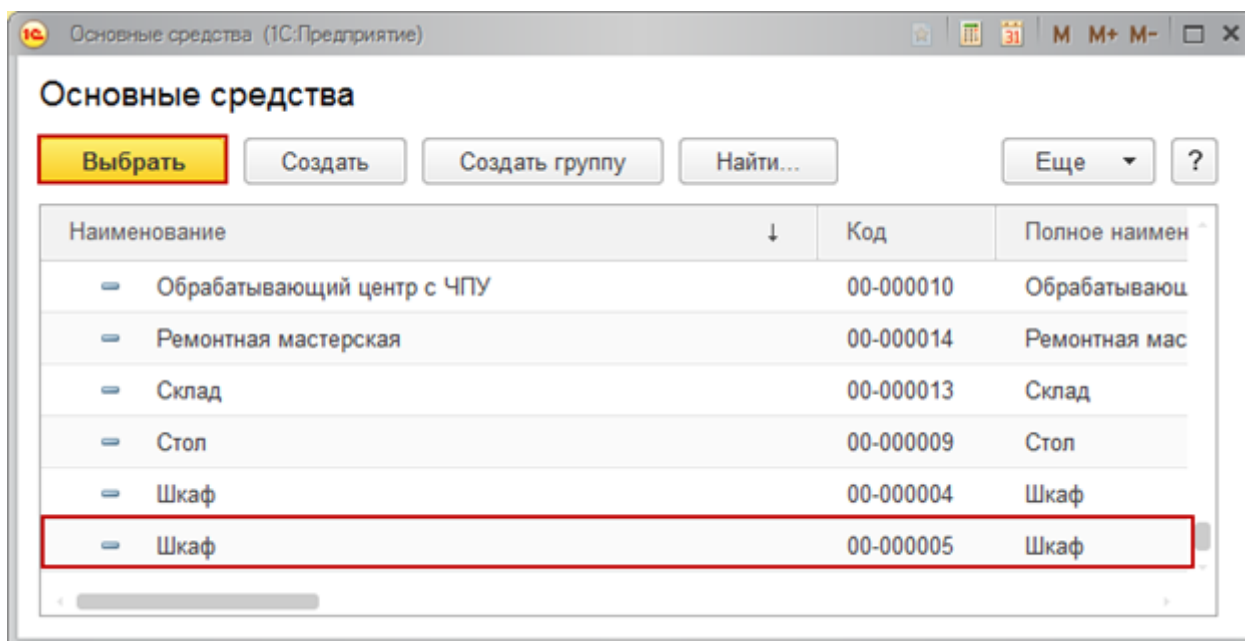 1С Основные средства (1С:Предприятие) 31 M M+ M-
Основные средства
Выбрать Создать Создать группу Найти... Еще ?
Наименование ↓ Код Полное наимен
Обрабатывающий центр с ЧПУ 00-000010 Обрабатывающ
Ремонтная мастерская 00-000014 Ремонтная мас
Склад 00-000013 Склад
Стол 00-000009 Стол
Шкаф 00-000004 Шкаф
Шкаф 00-000005 Шкаф